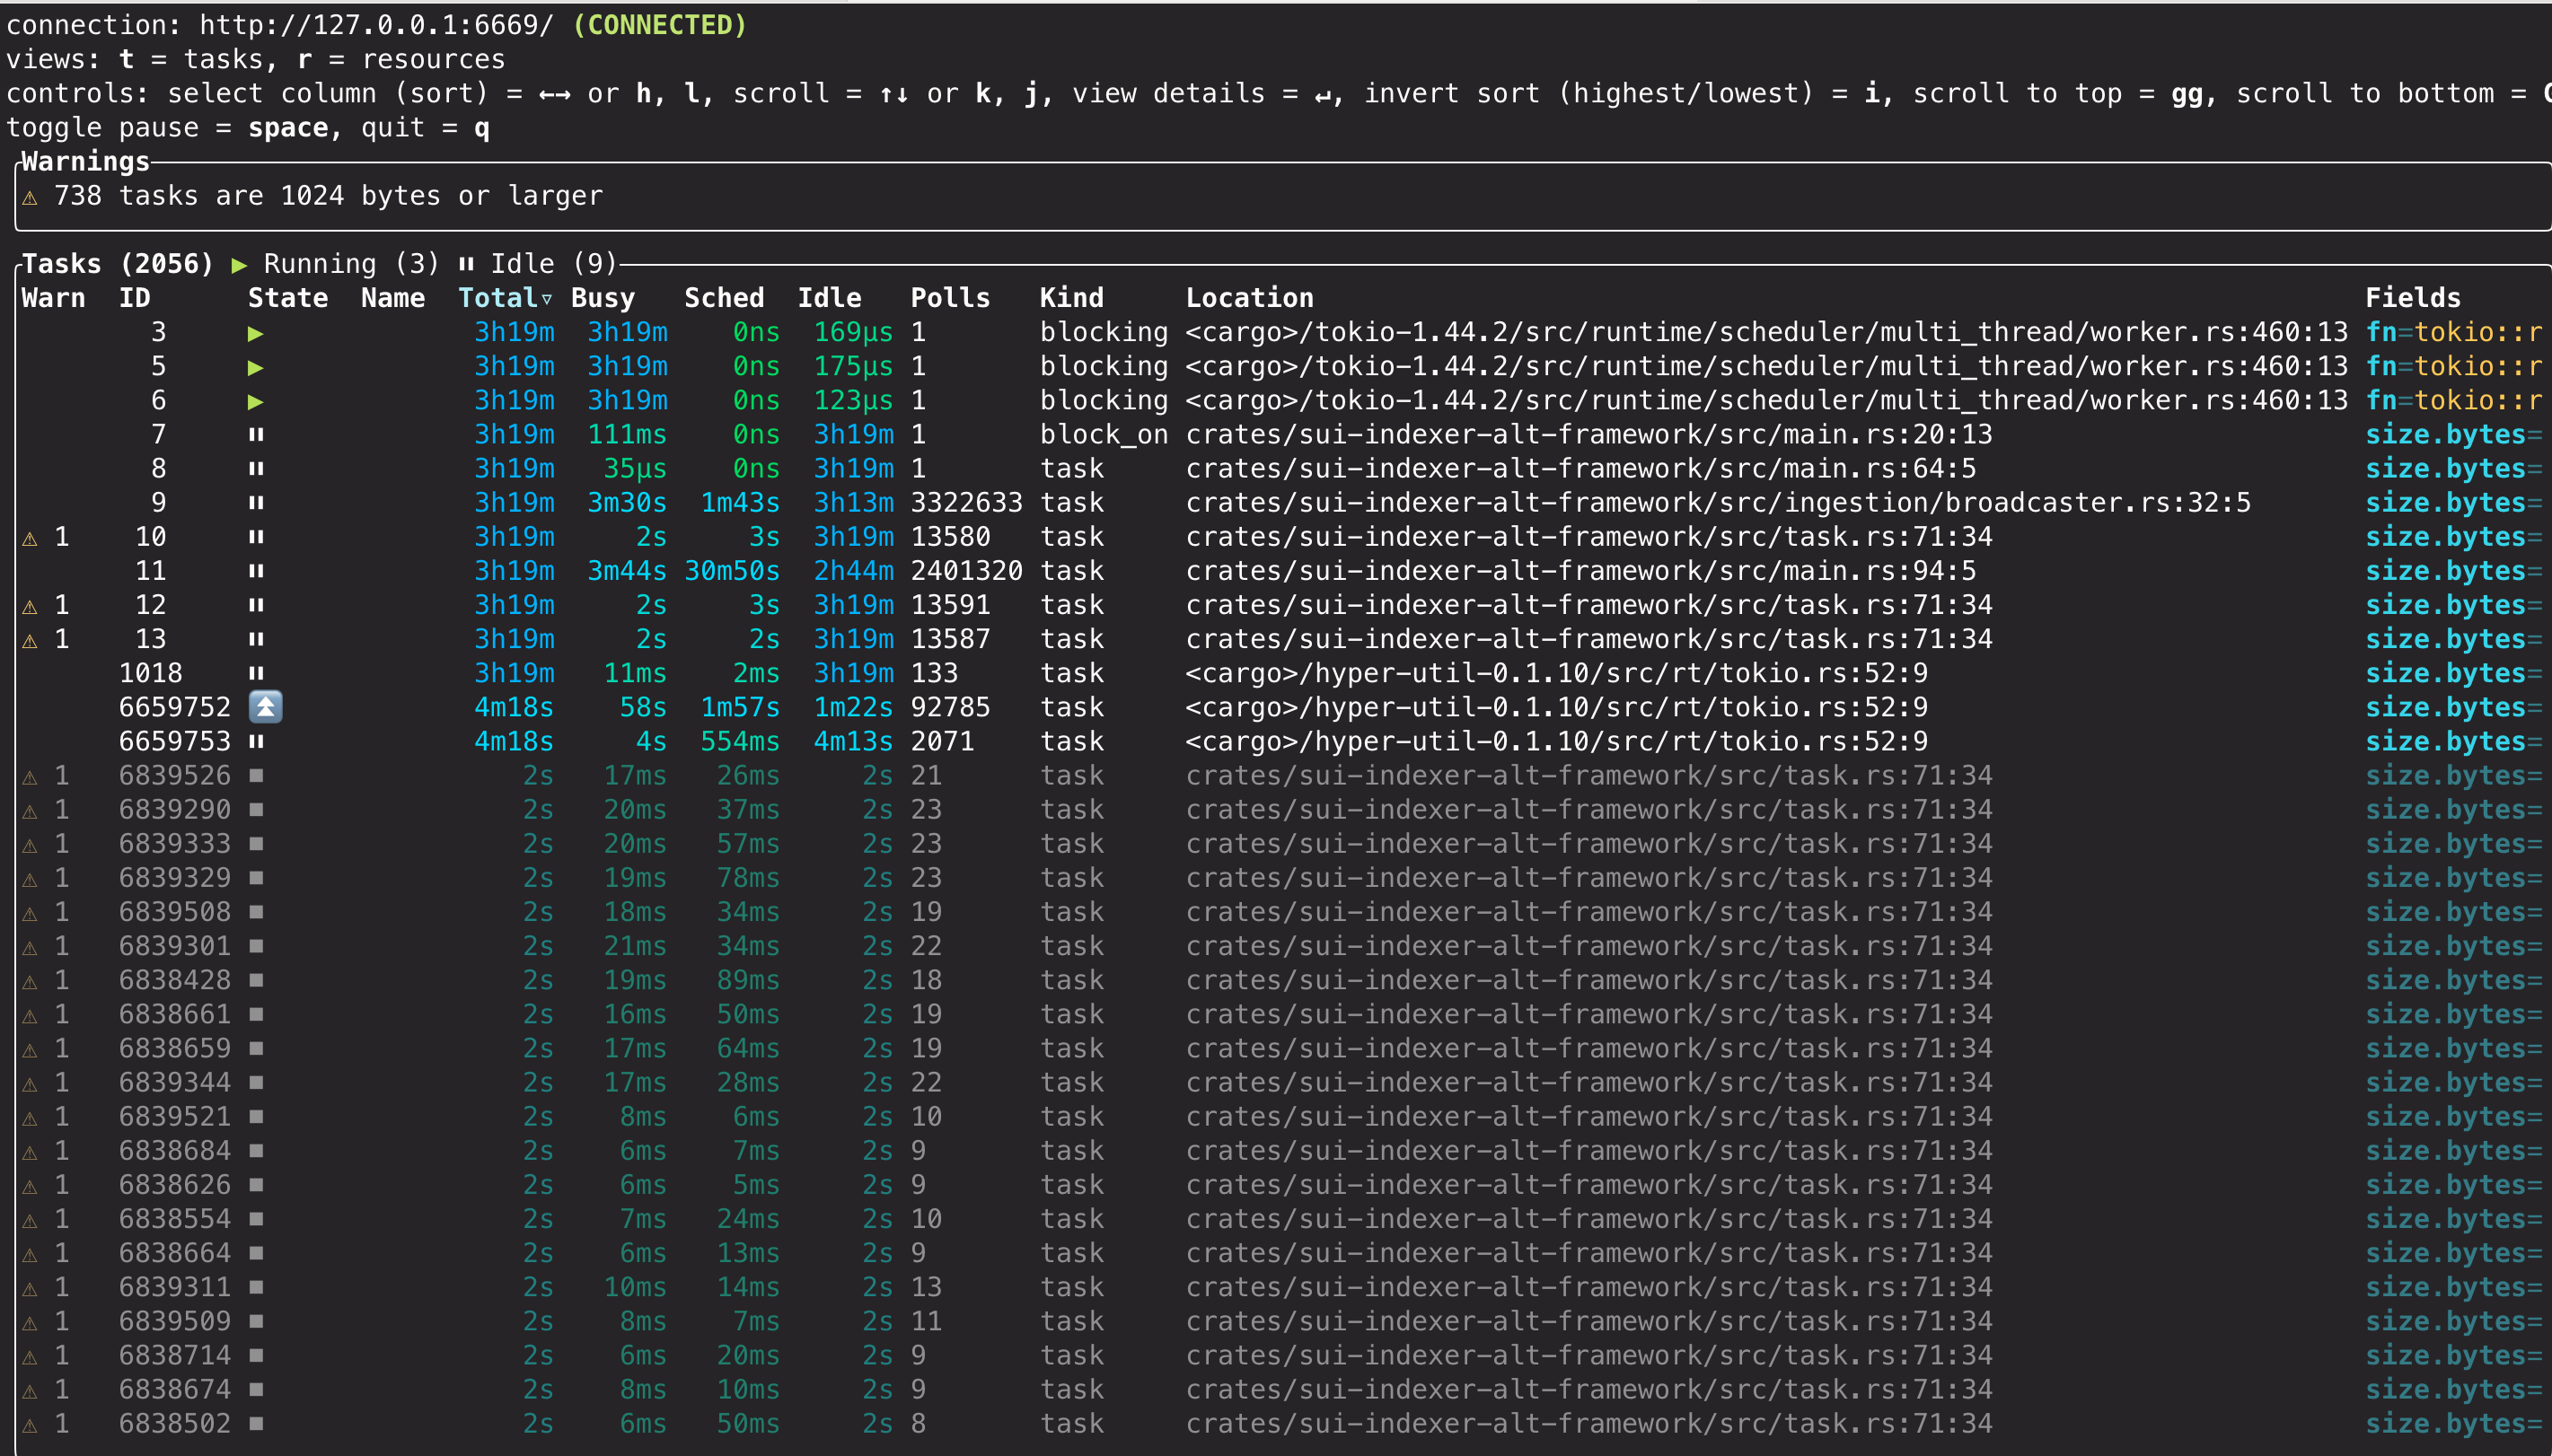 connection: http://127.0.0.1:6669/ (CONNECTED)
views: t = tasks, r = resources
controls: select column (sort) = ←→ or h, l, scroll = ↑↓ or k, j, view details = ↵, invert sort (highest/lowest) = i, scroll to top = gg, scroll to bottom =
toggle pause = space, quit = q
Warnings
⚠ 738 tasks are 1024 bytes or larger
Tasks (2056) ▶ Running (3) ⏸ Idle (9)
Warn ID State Name Total▿ Busy Sched Idle Polls Kind Location Fields
3 ▶ 3h19m 3h19m 0ns 169µs 1 blocking <cargo>/tokio-1.44.2/src/runtime/scheduler/multi_thread/worker.rs:460:13 fn=tokio::r
5 ▶ 3h19m 3h19m 0ns 175µs 1 blocking <cargo>/tokio-1.44.2/src/runtime/scheduler/multi_thread/worker.rs:460:13 fn=tokio::r
6 ▶ 3h19m 3h19m 0ns 123µs 1 blocking <cargo>/tokio-1.44.2/src/runtime/scheduler/multi_thread/worker.rs:460:13 fn=tokio::r
7 ⏸ 3h19m 111ms 0ns 3h19m 1 block_on crates/sui-indexer-alt-framework/src/main.rs:20:13 size.bytes=
8 ⏸ 3h19m 35µs 0ns 3h19m 1 task crates/sui-indexer-alt-framework/src/main.rs:64:5 size.bytes=
9 ⏸ 3h19m 3m30s 1m43s 3h13m 3322633 task crates/sui-indexer-alt-framework/src/ingestion/broadcaster.rs:32:5 size.bytes=
⚠ 1 10 ⏸ 3h19m 2s 3s 3h19m 13580 task crates/sui-indexer-alt-framework/src/task.rs:71:34 size.bytes=
11 ⏸ 3h19m 3m44s 30m50s 2h44m 2401320 task crates/sui-indexer-alt-framework/src/main.rs:94:5 size.bytes=
⚠ 1 12 ⏸ 3h19m 2s 3s 3h19m 13591 task crates/sui-indexer-alt-framework/src/task.rs:71:34 size.bytes=
⚠ 1 13 ⏸ 3h19m 2s 2s 3h19m 13587 task crates/sui-indexer-alt-framework/src/task.rs:71:34 size.bytes=
1018 ⏸ 3h19m 11ms 2ms 3h19m 133 task <cargo>/hyper-util-0.1.10/src/rt/tokio.rs:52:9 size.bytes=
6659752 ⏫ 4m18s 58s 1m57s 1m22s 92785 task <cargo>/hyper-util-0.1.10/src/rt/tokio.rs:52:9 size.bytes=
6659753 ⏸ 4m18s 4s 554ms 4m13s 2071 task <cargo>/hyper-util-0.1.10/src/rt/tokio.rs:52:9 size.bytes=
⚠ 1 6839526 ⏹ 2s 17ms 26ms 2s 21 task crates/sui-indexer-alt-framework/src/task.rs:71:34 size.bytes=
⚠ 1 6839290 ⏹ 2s 20ms 37ms 2s 23 task crates/sui-indexer-alt-framework/src/task.rs:71:34 size.bytes=
⚠ 1 6839333 ⏹ 2s 20ms 57ms 2s 23 task crates/sui-indexer-alt-framework/src/task.rs:71:34 size.bytes=
⚠ 1 6839329 ⏹ 2s 19ms 78ms 2s 23 task crates/sui-indexer-alt-framework/src/task.rs:71:34 size.bytes=
⚠ 1 6839508 ⏹ 2s 18ms 34ms 2s 19 task crates/sui-indexer-alt-framework/src/task.rs:71:34 size.bytes=
⚠ 1 6839301 ⏹ 2s 21ms 34ms 2s 22 task crates/sui-indexer-alt-framework/src/task.rs:71:34 size.bytes=
⚠ 1 6838428 ⏹ 2s 19ms 89ms 2s 18 task crates/sui-indexer-alt-framework/src/task.rs:71:34 size.bytes=
⚠ 1 6838661 ⏹ 2s 16ms 50ms 2s 19 task crates/sui-indexer-alt-framework/src/task.rs:71:34 size.bytes=
⚠ 1 6838659 ⏹ 2s 17ms 64ms 2s 19 task crates/sui-indexer-alt-framework/src/task.rs:71:34 size.bytes=
⚠ 1 6839344 ⏹ 2s 17ms 28ms 2s 22 task crates/sui-indexer-alt-framework/src/task.rs:71:34 size.bytes=
⚠ 1 6839521 ⏹ 2s 8ms 6ms 2s 10 task crates/sui-indexer-alt-framework/src/task.rs:71:34 size.bytes=
⚠ 1 6838684 ⏹ 2s 6ms 7ms 2s 9 task crates/sui-indexer-alt-framework/src/task.rs:71:34 size.bytes=
⚠ 1 6838626 ⏹ 2s 6ms 5ms 2s 9 task crates/sui-indexer-alt-framework/src/task.rs:71:34 size.bytes=
⚠ 1 6838554 ⏹ 2s 7ms 24ms 2s 10 task crates/sui-indexer-alt-framework/src/task.rs:71:34 size.bytes=
⚠ 1 6838664 ⏹ 2s 6ms 13ms 2s 9 task crates/sui-indexer-alt-framework/src/task.rs:71:34 size.bytes=
⚠ 1 6839311 ⏹ 2s 10ms 14ms 2s 13 task crates/sui-indexer-alt-framework/src/task.rs:71:34 size.bytes=
⚠ 1 6839509 ⏹ 2s 8ms 7ms 2s 11 task crates/sui-indexer-alt-framework/src/task.rs:71:34 size.bytes=
⚠ 1 6838714 ⏹ 2s 6ms 20ms 2s 9 task crates/sui-indexer-alt-framework/src/task.rs:71:34 size.bytes=
⚠ 1 6838674 ⏹ 2s 8ms 10ms 2s 9 task crates/sui-indexer-alt-framework/src/task.rs:71:34 size.bytes=
⚠ 1 6838502 ⏹ 2s 6ms 50ms 2s 8 task crates/sui-indexer-alt-framework/src/task.rs:71:34 size.bytes=